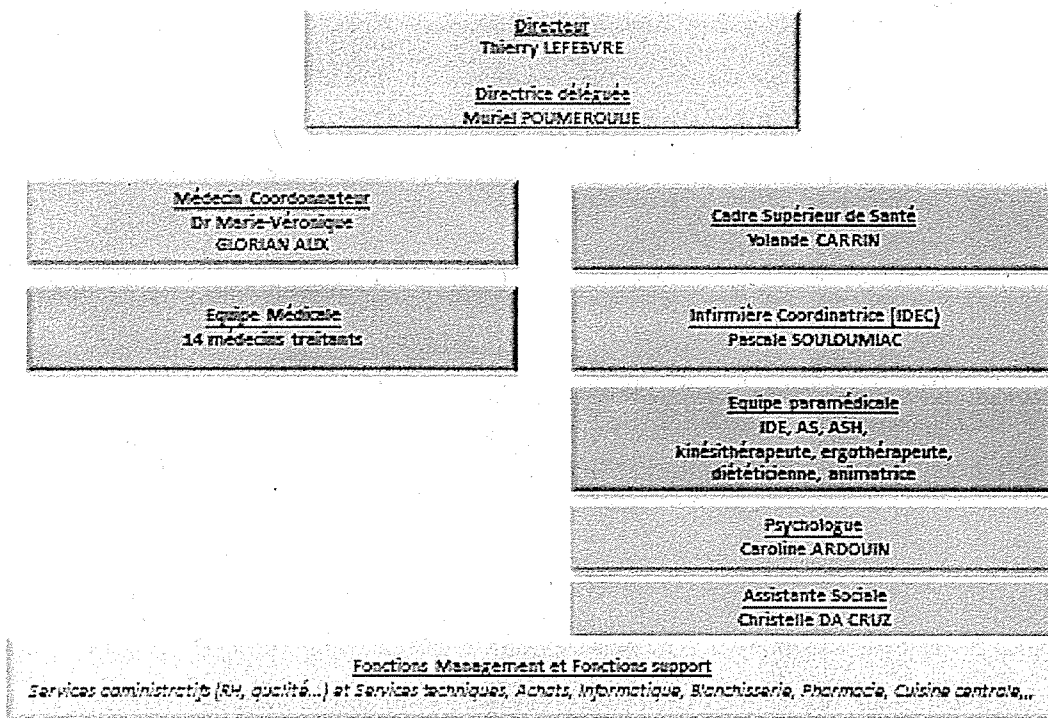 Directeur
Thierry LEFEBVRE
Directrice déléguée
Muriel POUMEROULIE
Médecin Coordonnateur
Dr Marie-Véronique
GLORIAN AUX
Equipe Médicale
14 médecins traitants
Cadre Supérieur de Santé
Yolande CARRIN
Infirmière Coordinatrice (IDEC)
Pascale SOULOUMIAC
Equipe paramédicale
IDE, AS, ASH,
kinésithérapeute, ergothérapeute,
diététicienne, animatrice
Psychologue
Caroline ARDOUIN
Assistante Sociale
Christelle DA CRUZ
Fonctions Management et Fonctions support
Services administratifs (RH, qualité...) et Services techniques, Achats, Informatique, Blanchisserie, Pharmacie, Cuisine centrale,...